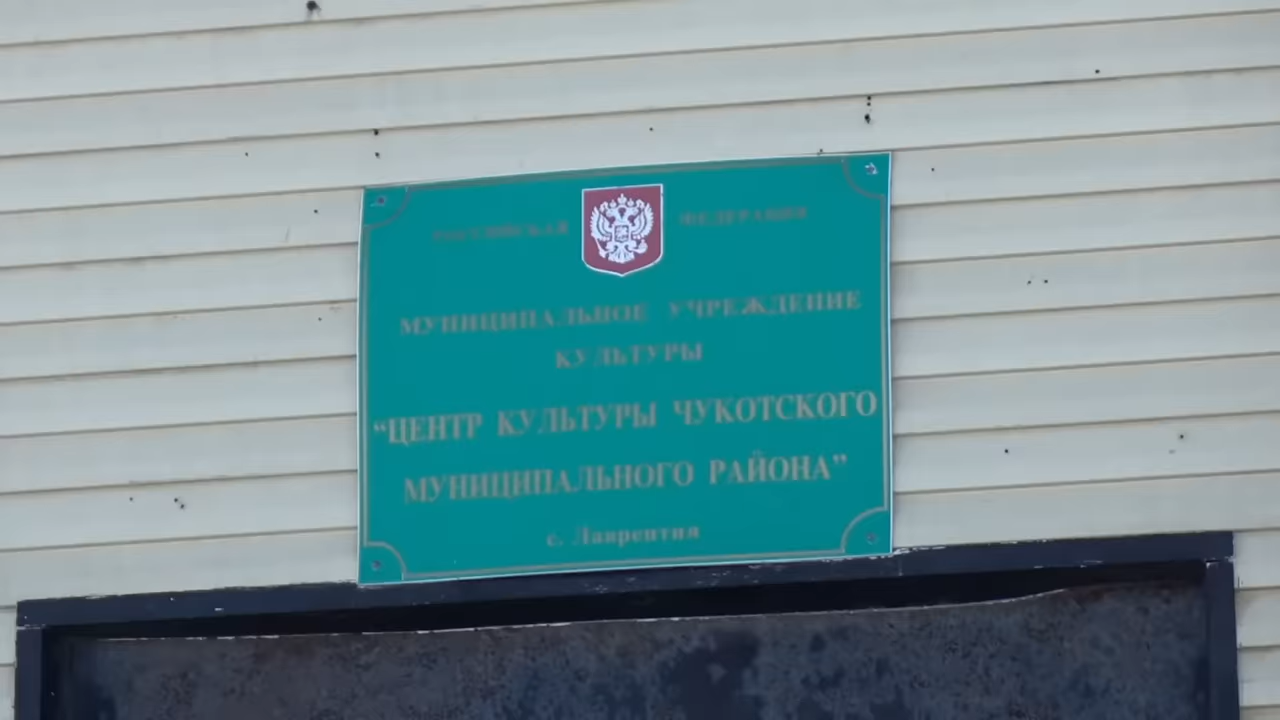 РОССИЙСКАЯ ФЕДЕРАЦИЯ
МУНИЦИПАЛЬНОЕ УЧРЕЖДЕНИЕ
КУЛЬТУРЫ
“ЦЕНТР КУЛЬТУРЫ ЧУКОТСКОГО
МУНИЦИПАЛЬНОГО РАЙОНА”
с. Лаврентия